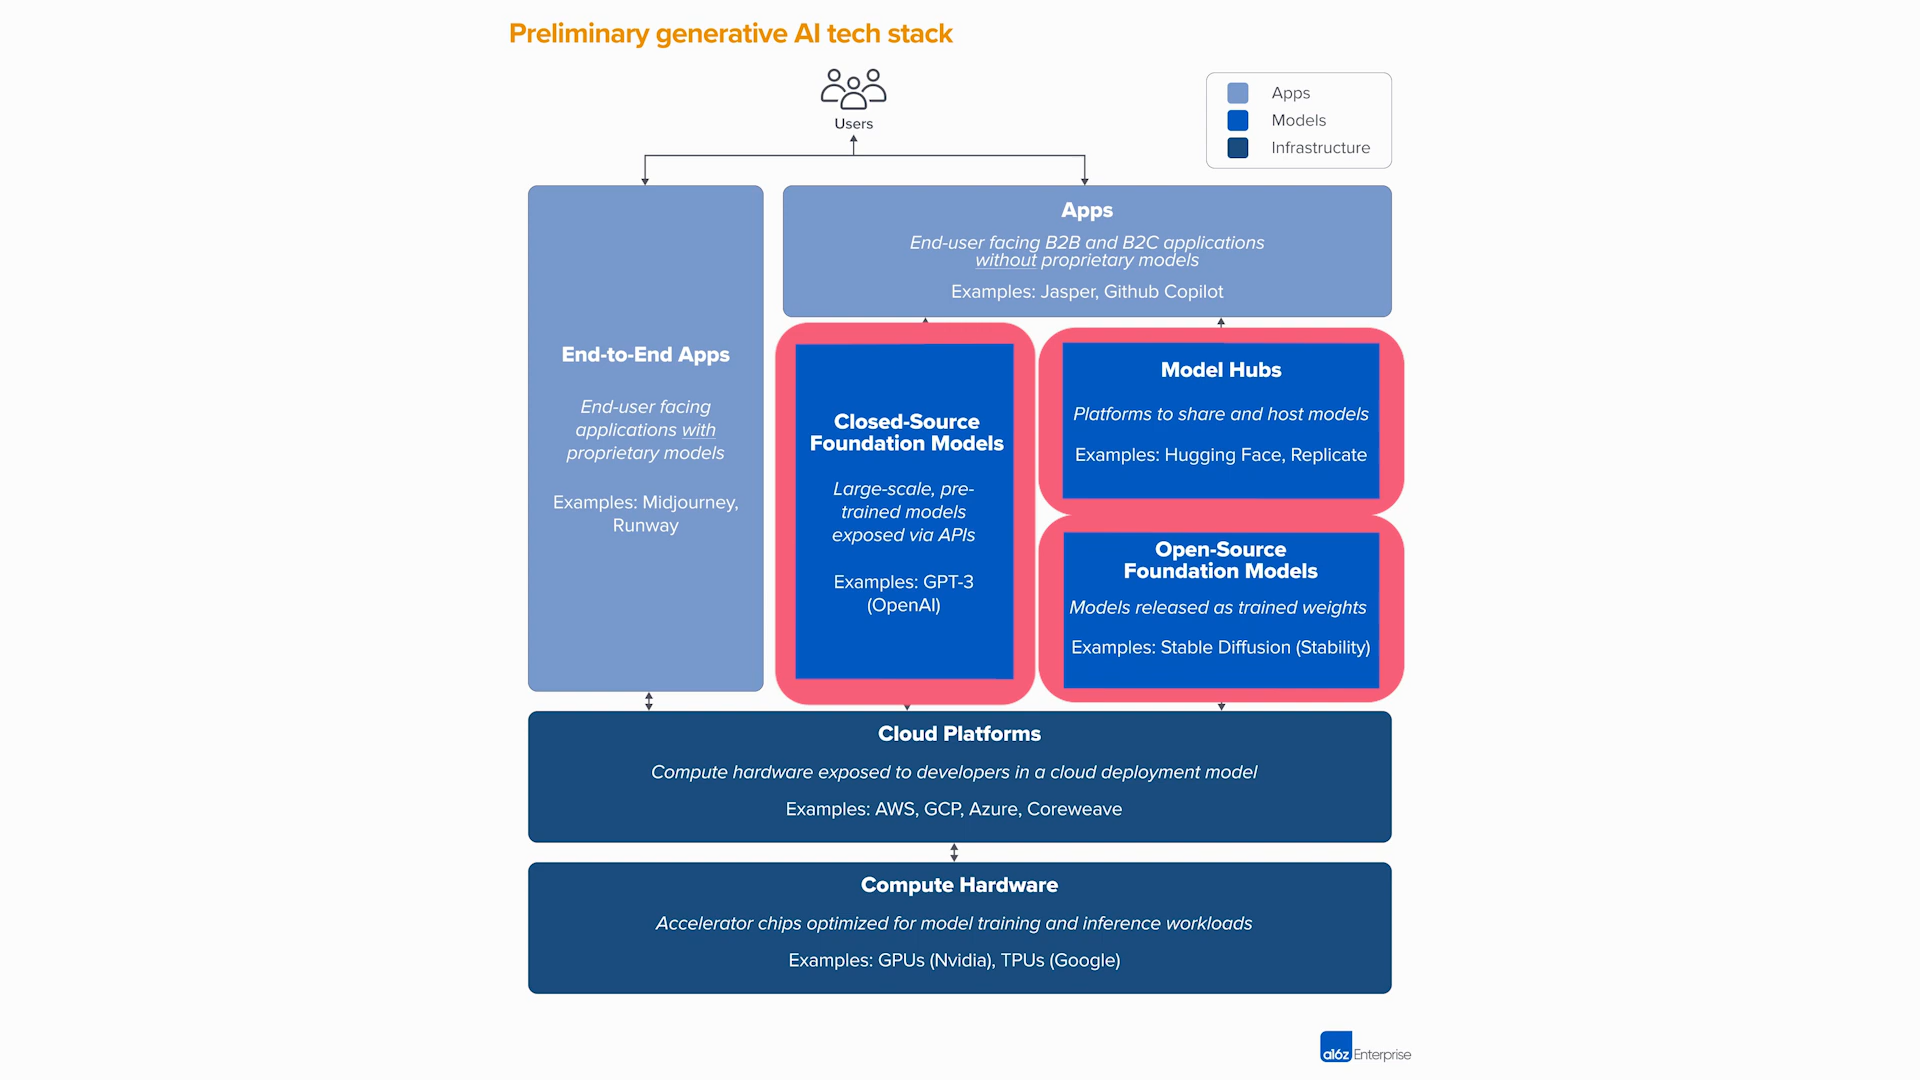 Preliminary generative AI tech stack
Users
Apps
Models
Infrastructure
Apps
End-user facing B2B and B2C applications
without proprietary models
Examples: Jasper, Github Copilot
End-to-End Apps
End-user facing
applications with
proprietary models
Examples: Midjourney,
Runway
Closed-Source
Foundation Models
Large-scale, pre-
trained models
exposed via APIs
Examples: GPT-3
(OpenAI)
Model Hubs
Platforms to share and host models
Examples: Hugging Face, Replicate
Open-Source
Foundation Models
Models released as trained weights
Examples: Stable Diffusion (Stability)
Cloud Platforms
Compute hardware exposed to developers in a cloud deployment model
Examples: AWS, GCP, Azure, Coreweave
Compute Hardware
Accelerator chips optimized for model training and inference workloads
Examples: GPUs (Nvidia), TPUs (Google)
a16z Enterprise